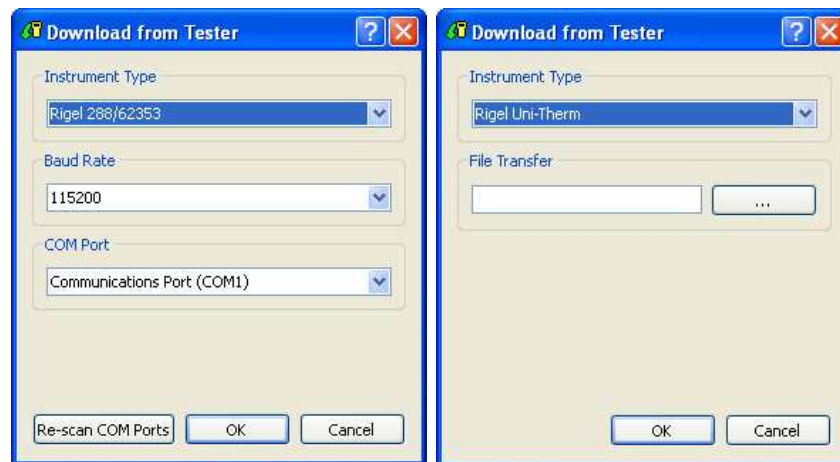 Download from Tester
Instrument Type
Rigel 288/62353
Baud Rate
115200
COM Port
Communications Port (COM1)
Re-scan COM Ports
OK
Cancel
Download from Tester
Instrument Type
Rigel Uni-Therm
File Transfer
...
OK
Cancel